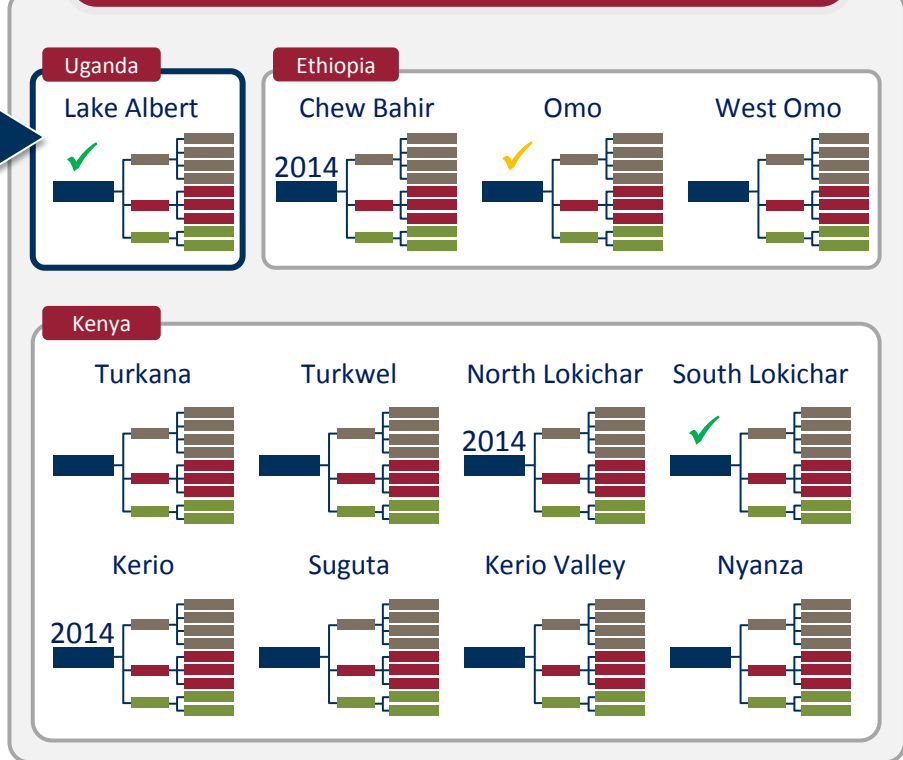 Uganda
Ethiopia
Lake Albert
Chew Bahir
Omo
West Omo
2014
Kenya
Turkana
Turkwel
North Lokichar
South Lokichar
2014
Kerio
Suguta
Kerio Valley
Nyanza
2014